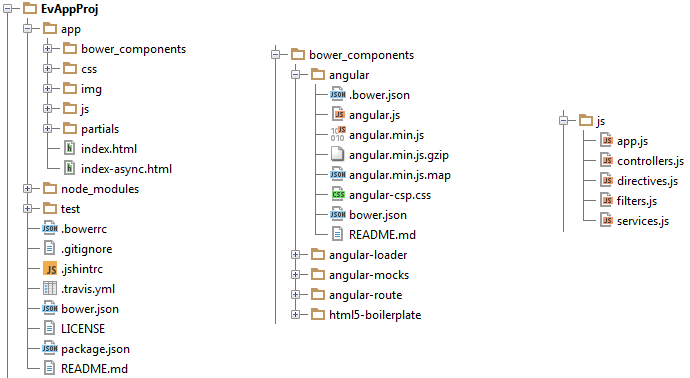 EvAppProj
app
bower_components
css
img
js
partials
index.html
index-async.html
node_modules
test
.bowerrc
.gitignore
.jshintrc
.travis.yml
bower.json
LICENSE
package.json
README.md
bower_components
angular
.bower.json
angular.js
angular.min.js
angular.min.js.gzip
angular.min.js.map
angular-csp.css
bower.json
README.md
angular-loader
angular-mocks
angular-route
html5-boilerplate
js
app.js
controllers.js
directives.js
filters.js
services.js